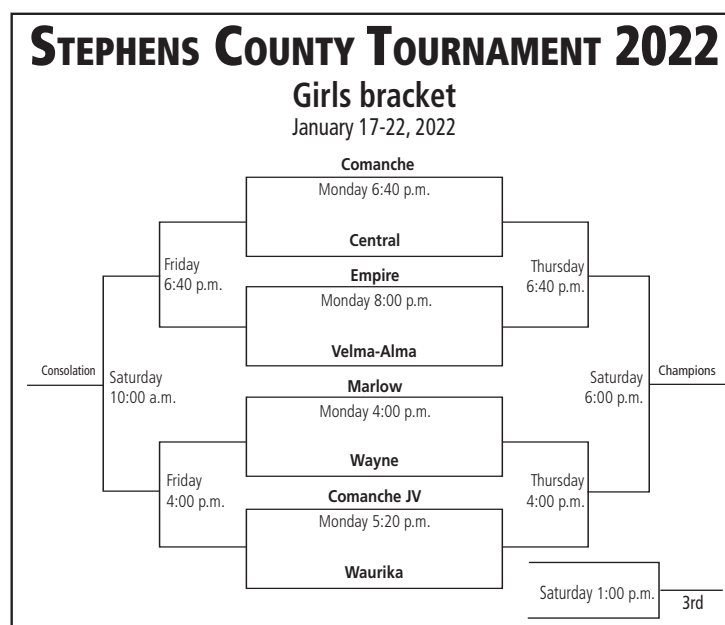 STEPHENS COUNTY TOURNAMENT 2022
Girls bracket
January 17-22, 2022
Comanche
Monday 6:40 p.m.
Central
Friday
6:40 p.m.
Thursday
6:40 p.m.
Empire
Monday 8:00 p.m.
Velma-Alma
Consolation
Saturday
10:00 a.m.
Saturday
6:00 p.m.
Champions
Marlow
Monday 4:00 p.m.
Wayne
Friday
4:00 p.m.
Thursday
4:00 p.m.
Comanche JV
Monday 5:20 p.m.
Waurika
Saturday 1:00 p.m.
3rd